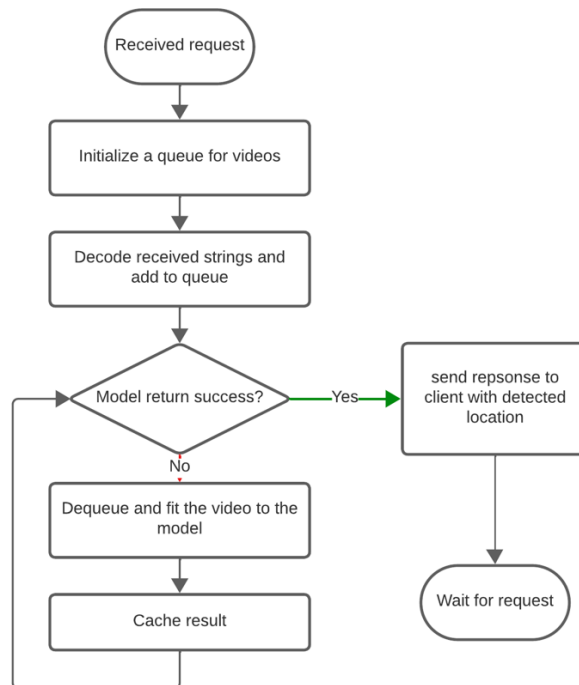 Received request
Initialize a queue for videos
Decode received strings and
add to queue
Model return success?
Yes
send repsonse to
client with detected
location
No
Dequeue and fit the video to the
model
Cache result
Wait for request